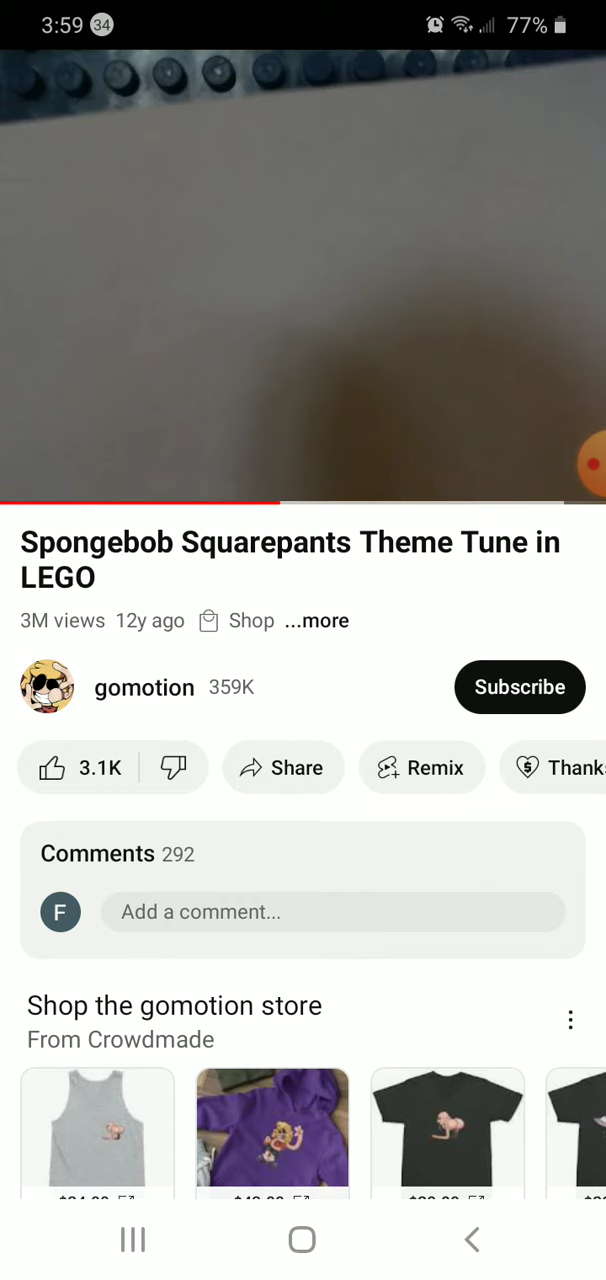 3:59 34 77%
Spongebob Squarepants Theme Tune in
LEGO
3M views 12y ago Shop ...more
gomotion 359K Subscribe
3.1K Share Remix Thank
Comments 292
F Add a comment...
Shop the gomotion store
From Crowdmade